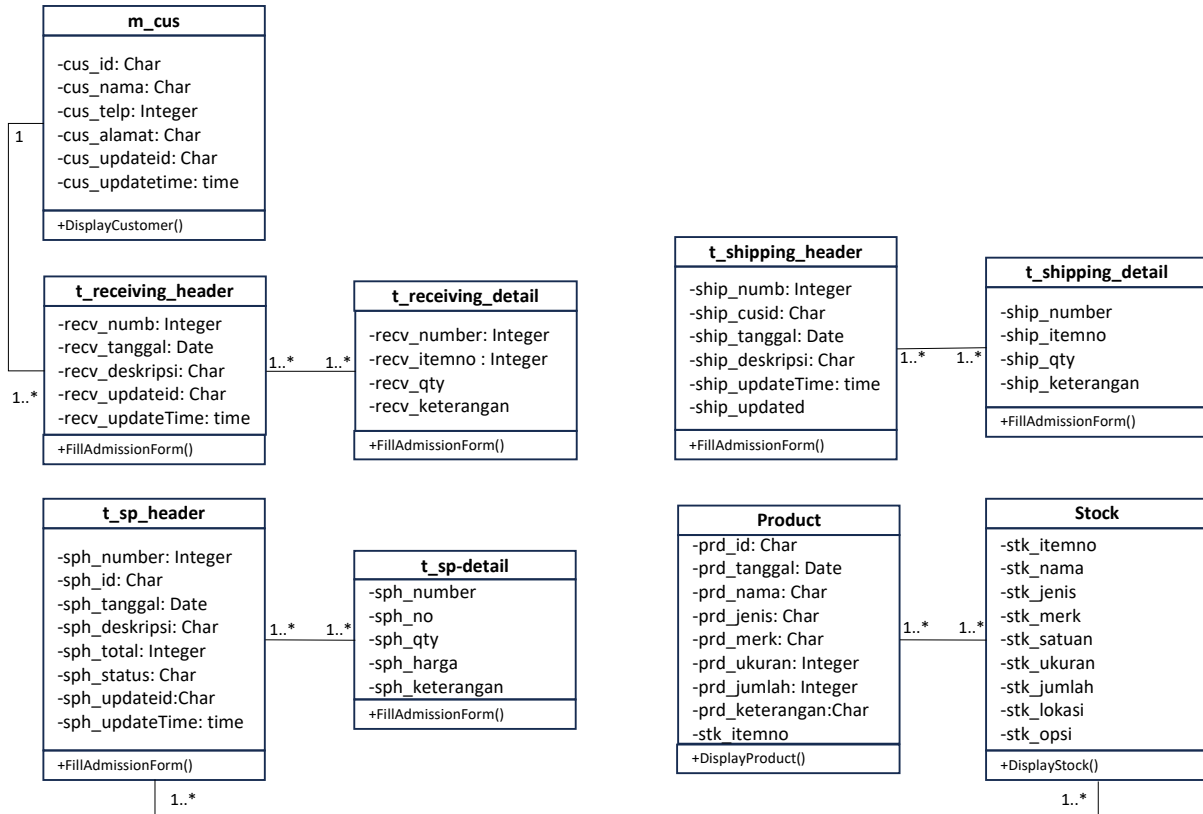 m_cus
-cus_id: Char
-cus_nama: Char
-cus_telp: Integer
-cus_alamat: Char
-cus_updateid: Char
-cus_updatetime: time
+DisplayCustomer()
1
1..*
t_receiving_header
-recv_numb: Integer
-recv_tanggal: Date
-recv_deskripsi: Char
-recv_updateid: Char
-recv_updateTime: time
+FillAdmissionForm()
1..*
1..*
t_receiving_detail
-recv_number: Integer
-recv_itemno : Integer
-recv_qty
-recv_keterangan
+FillAdmissionForm()
t_shipping_header
-ship_numb: Integer
-ship_cusid: Char
-ship_tanggal: Date
-ship_deskripsi: Char
-ship_updateTime: time
-ship_updated
+FillAdmissionForm()
1..*
1..*
t_shipping_detail
-ship_number
-ship_itemno
-ship_qty
-ship_keterangan
+FillAdmissionForm()
t_sp_header
-sph_number: Integer
-sph_id: Char
-sph_tanggal: Date
-sph_deskripsi: Char
-sph_total: Integer
-sph_status: Char
-sph_updateid:Char
-sph_updateTime: time
+FillAdmissionForm()
1..*
1..*
1..*
t_sp-detail
-sph_number
-sph_no
-sph_qty
-sph_harga
-sph_keterangan
+FillAdmissionForm()
Product
-prd_id: Char
-prd_tanggal: Date
-prd_nama: Char
-prd_jenis: Char
-prd_merk: Char
-prd_ukuran: Integer
-prd_jumlah: Integer
-prd_keterangan:Char
-stk_itemno
+DisplayProduct()
1..*
1..*
Stock
-stk_itemno
-stk_nama
-stk_jenis
-stk_merk
-stk_satuan
-stk_ukuran
-stk_jumlah
-stk_lokasi
-stk_opsi
+DisplayStock()
1..*